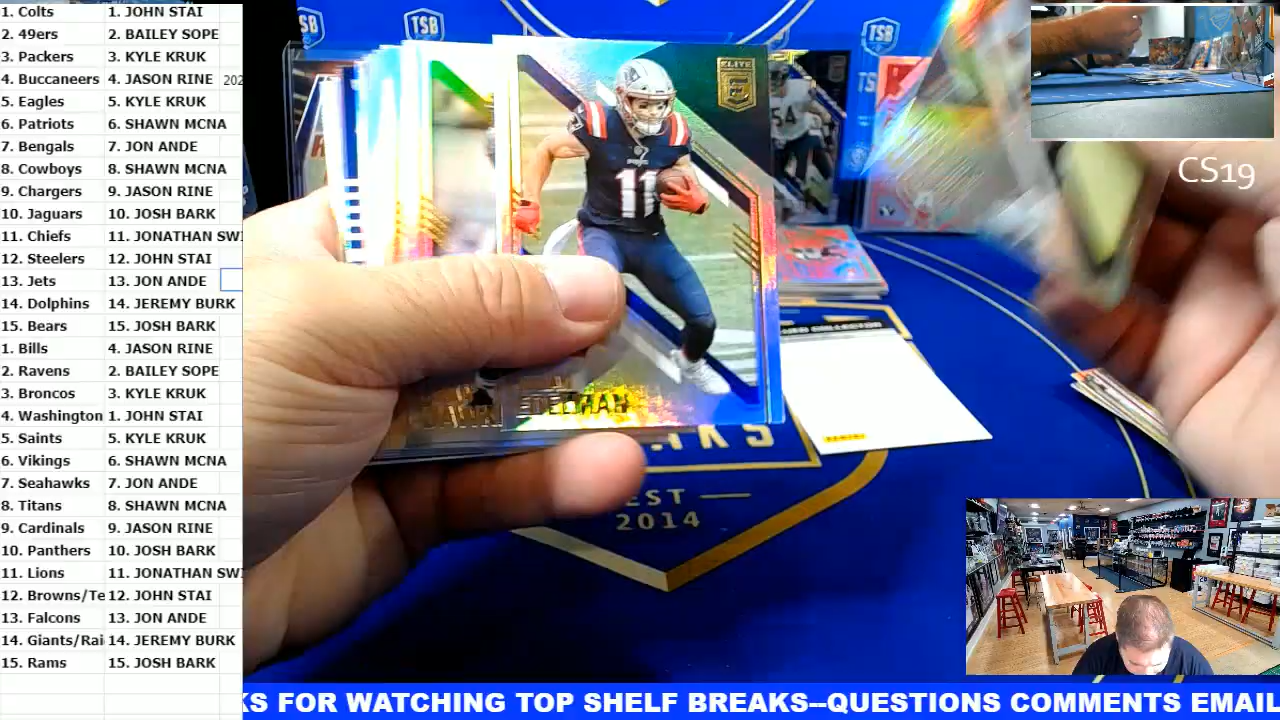 1. Colts 1. JOHN STAI
2. 49ers 2. BAILEY SOPE
3. Packers 3. KYLE KRUK
4. Buccaneers 4. JASON RINE 202
5. Eagles 5. KYLE KRUK
6. Patriots 6. SHAWN MCNA
7. Bengals 7. JON ANDE
8. Cowboys 8. SHAWN MCNA
9. Chargers 9. JASON RINE
10. Jaguars 10. JOSH BARK
11. Chiefs 11. JONATHAN SWI
12. Steelers 12. JOHN STAI
13. Jets 13. JON ANDE
14. Dolphins 14. JEREMY BURK
15. Bears 15. JOSH BARK
1. Bills 4. JASON RINE
2. Ravens 2. BAILEY SOPE
3. Broncos 3. KYLE KRUK
4. Washington 1. JOHN STAI
5. Saints 5. KYLE KRUK
6. Vikings 6. SHAWN MCNA
7. Seahawks 7. JON ANDE
8. Titans 8. SHAWN MCNA
9. Cardinals 9. JASON RINE
10. Panthers 10. JOSH BARK
11. Lions 11. JONATHAN SWI
12. Browns/Te 12. JOHN STAI
13. Falcons 13. JON ANDE
14. Giants/Rai 14. JEREMY BURK
15. Rams 15. JOSH BARK
SB
TSB
TSB
TS
ELITE
11
54
CS19
EDELMAN
PANINI
KS
EST
2014
KS FOR WATCHING TOP SHELF BREAKS--QUESTIONS COMMENTS EMAIL